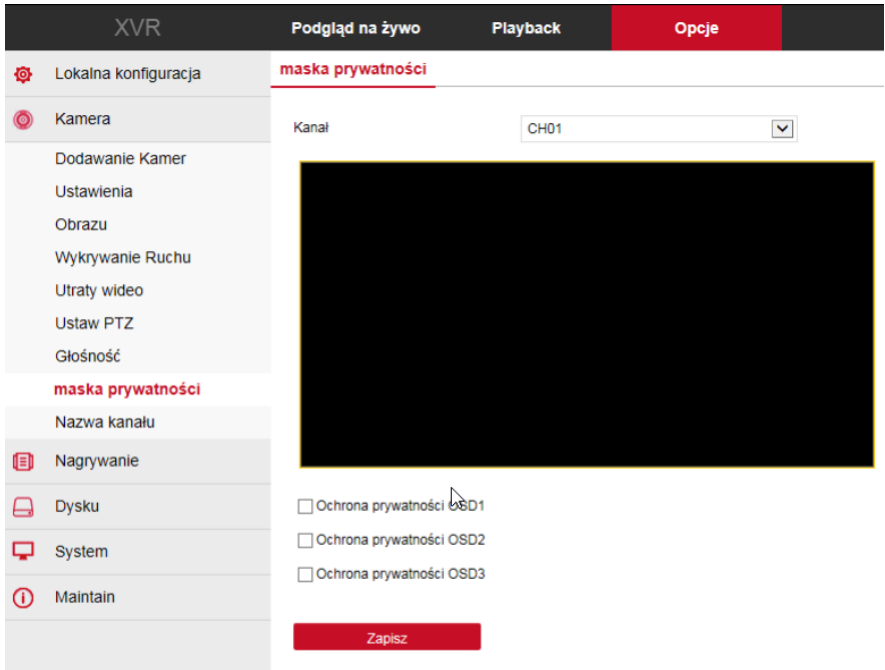 XVR
Podgląd na żywo
Playback
Opcje
Lokalna konfiguracja
Kamera
Dodawanie Kamer
Ustawienia
Obrazu
Wykrywanie Ruchu
Utraty wideo
Ustaw PTZ
Głośność
maska prywatności
Nazwa kanału
Nagrywanie
Dysku
System
Maintain
maska prywatności
Kanał
CH01
Ochrona prywatności OSD1
Ochrona prywatności OSD2
Ochrona prywatności OSD3
Zapisz